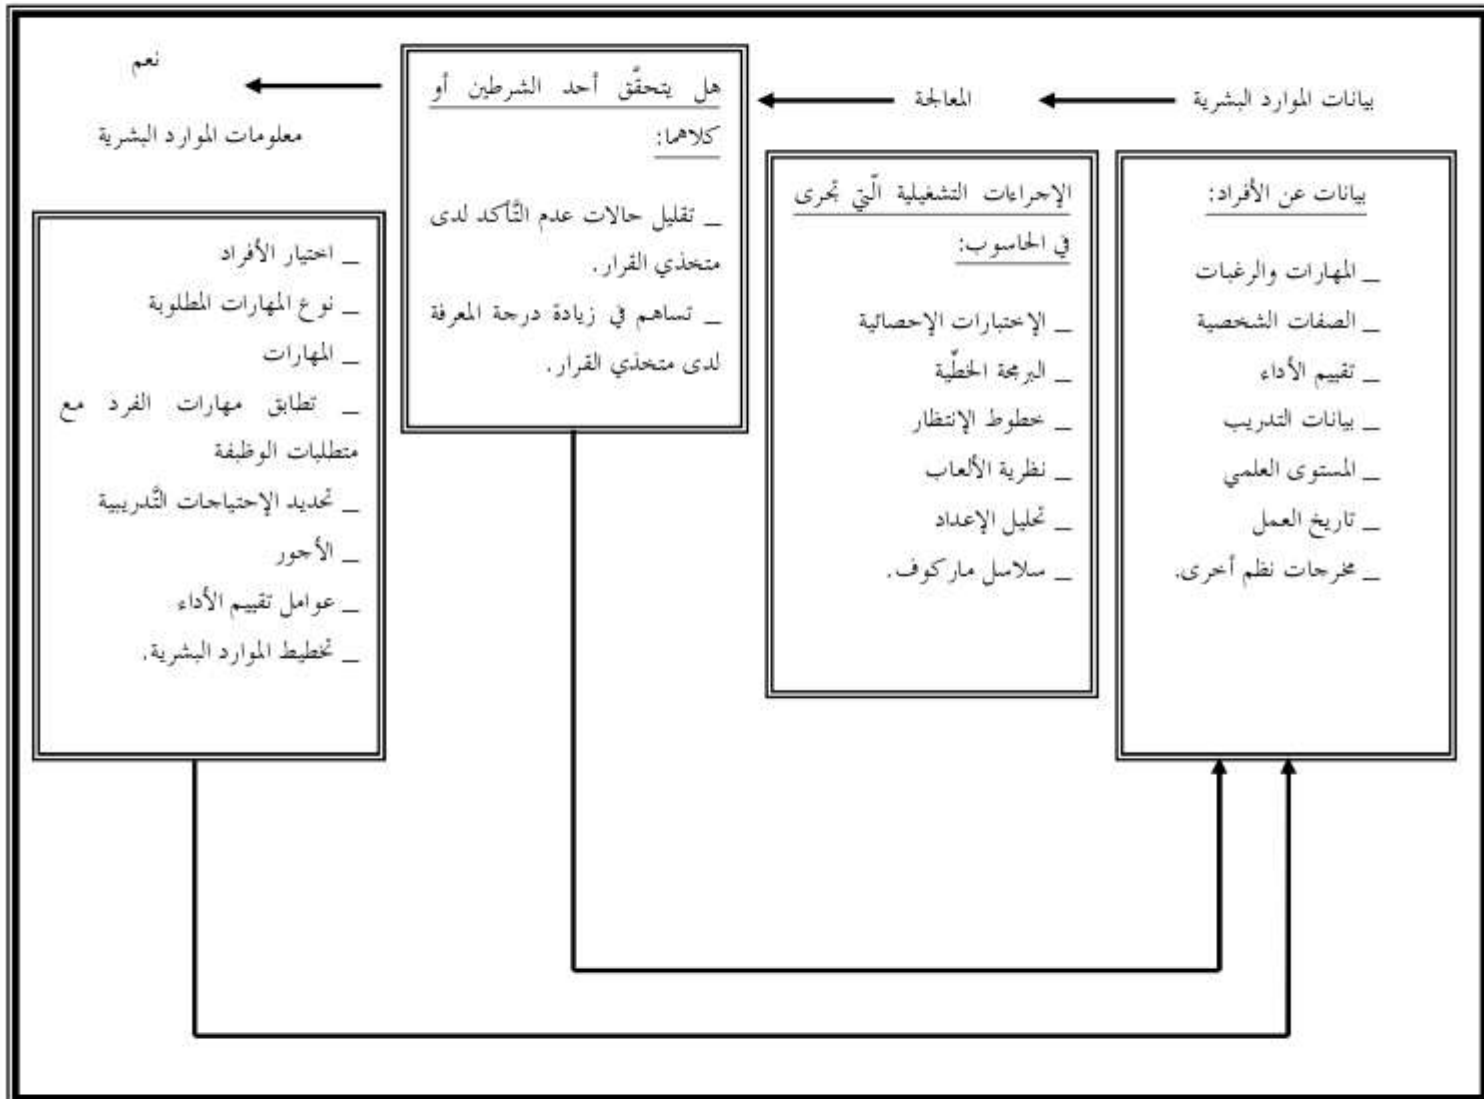 بيانات الموارد البشرية
المعالجة
نعم
معلومات الموارد البشرية
بيانات عن الأفراد:
_ المهارات والرغبات
_ الصفات الشخصية
_ تقييم الأداء
_ بيانات التدريب
_ المستوى العلمي
_ تاريخ العمل
_ مخرجات نظم أخرى.
الإجراءات التشغيلية الّتي تجرى
في الحاسوب:
_ الإختبارات الإحصائية
_ البرمجة الخطّية
_ خطوط الإنتظار
_ نظرية الألعاب
_ تحليل الإعداد
_ سلاسل ماركوف.
هل يتحقَّق أحد الشرطين أو
كلاهما:
_ تقليل حالات عدم التَّأكد لدى
متخذي القرار.
_ تساهم في زيادة درجة المعرفة
لدى متخذي القرار.
_ اختيار الأفراد
_ نوع المهارات المطلوبة
_ المهارات
_ تطابق مهارات الفرد مع
متطلبات الوظيفة
_ تحديد الإحتياجات التَّدريبية
_ الأجور
_ عوامل تقييم الأداء
_ تخطيط الموارد البشرية.